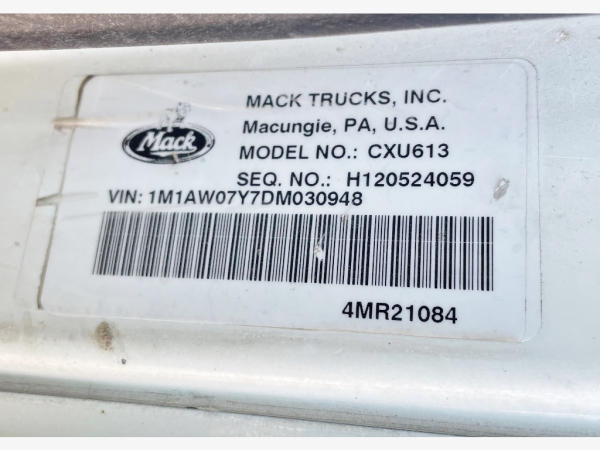 Mack
MACK TRUCKS, INC.
Macungie, PA, U.S.A.
MODEL NO.: CXU613
SEQ. NO.: H120524059
VIN: 1M1AW07Y7DM030948
4MR21084